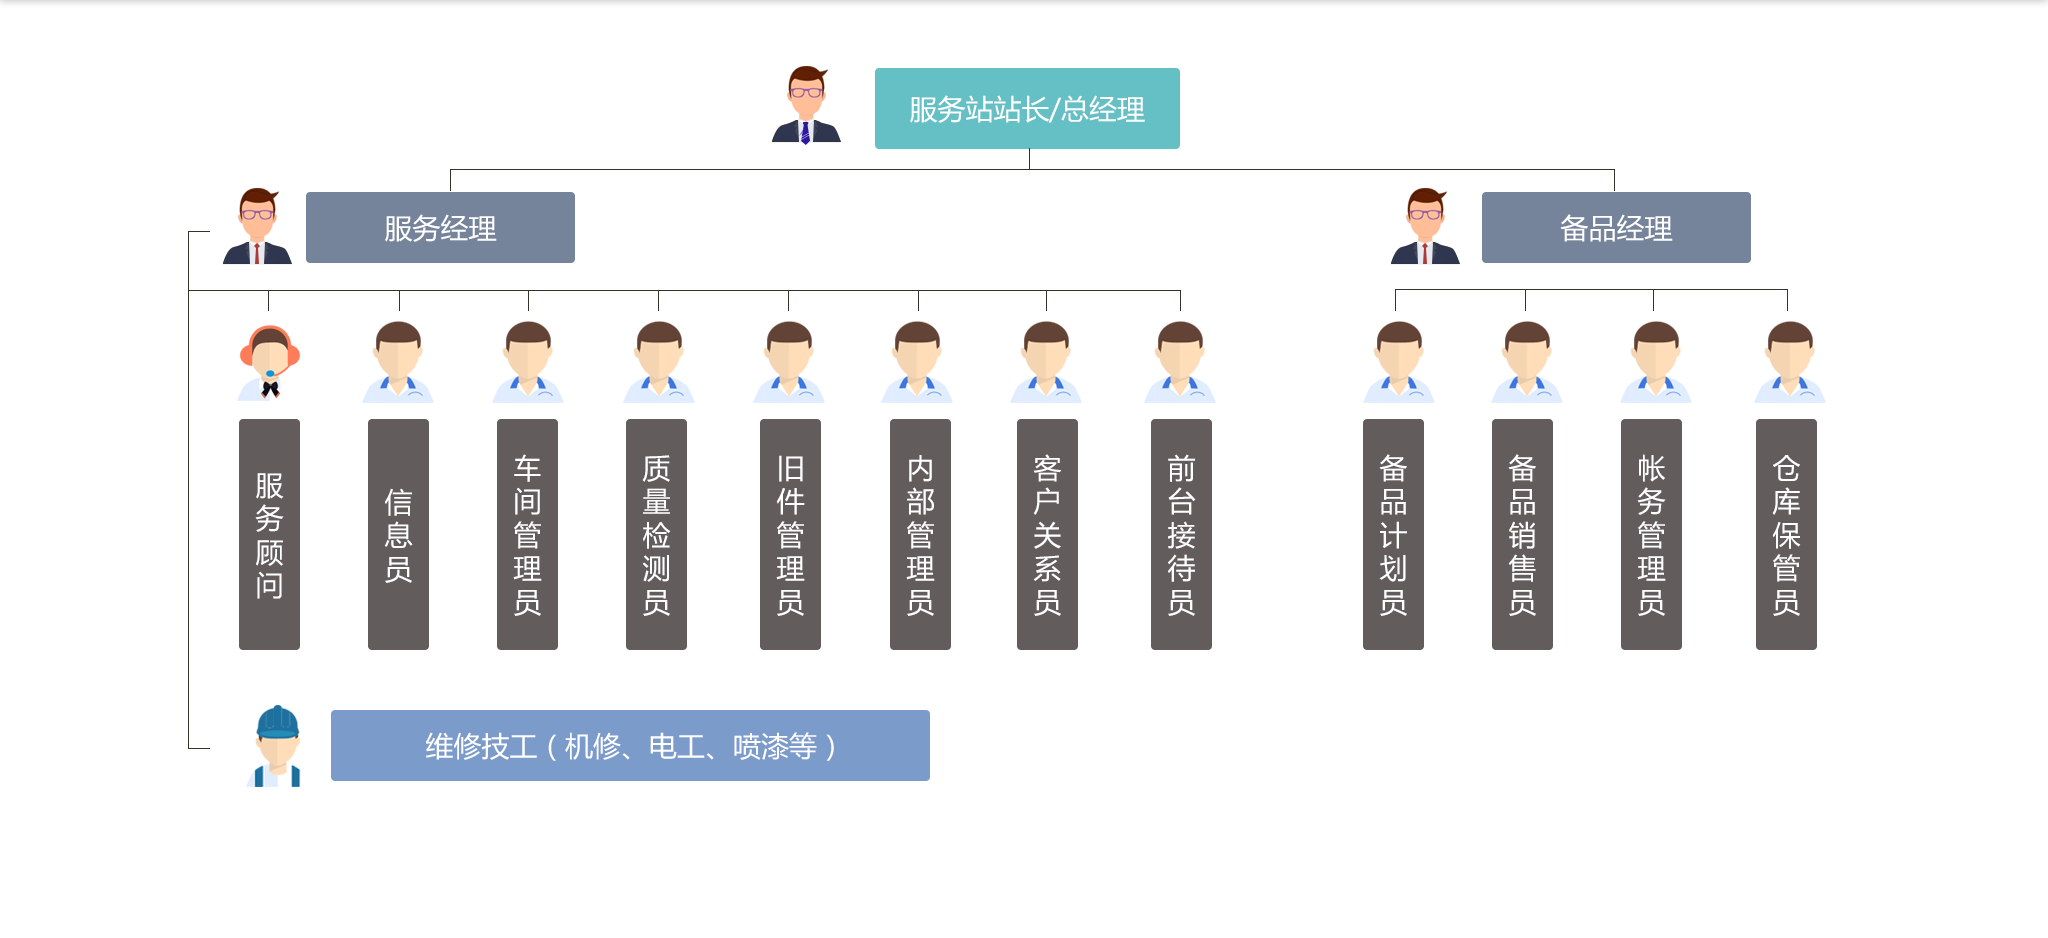 服务站站长/总经理
服务经理
备品经理
服务顾问
信息员
车间管理员
质量检测员
旧件管理员
内部管理员
客户关系员
前台接待员
备品计划员
备品销售员
帐务管理员
仓库保管员
维修技工（机修、电工、喷漆等）